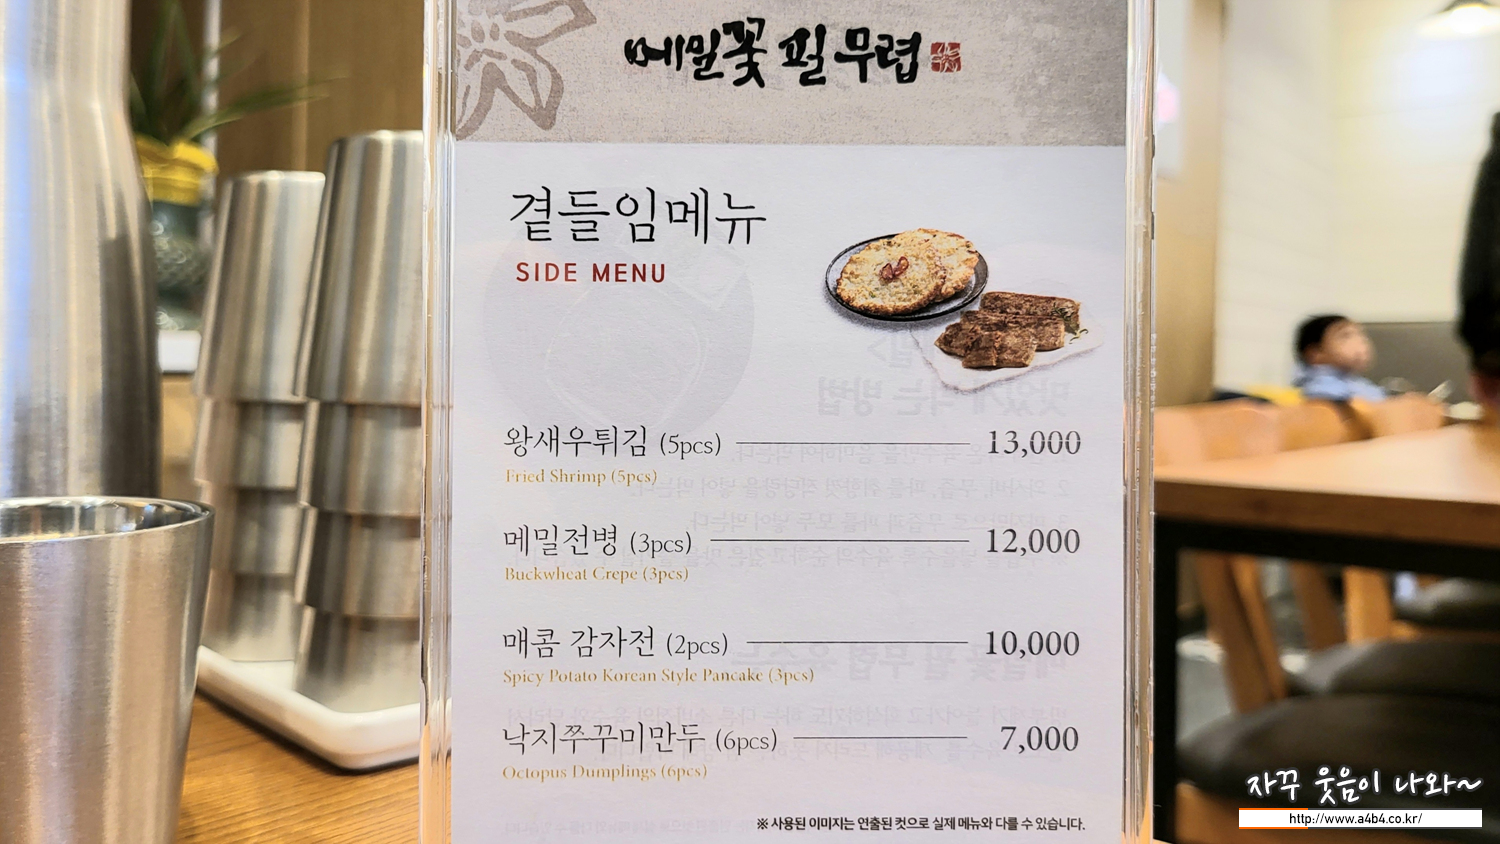 메밀꽃 필 무렵
곁들임메뉴
SIDE MENU
왕새우튀김 (5pcs) 13,000
Fried Shrimp (5pcs)
메밀전병 (3pcs) 12,000
Buckwheat Crepe (3pcs)
매콤 감자전 (2pcs) 10,000
Spicy Potato Korean Style Pancake (3pcs)
낙지쭈꾸미만두 (6pcs) 7,000
Octopus Dumplings (6pcs)
※ 사용된 이미지는 연출된 컷으로 실제 메뉴와 다를 수 있습니다.
자꾸 웃음이 나와~
http://www.a4b4.co.kr/